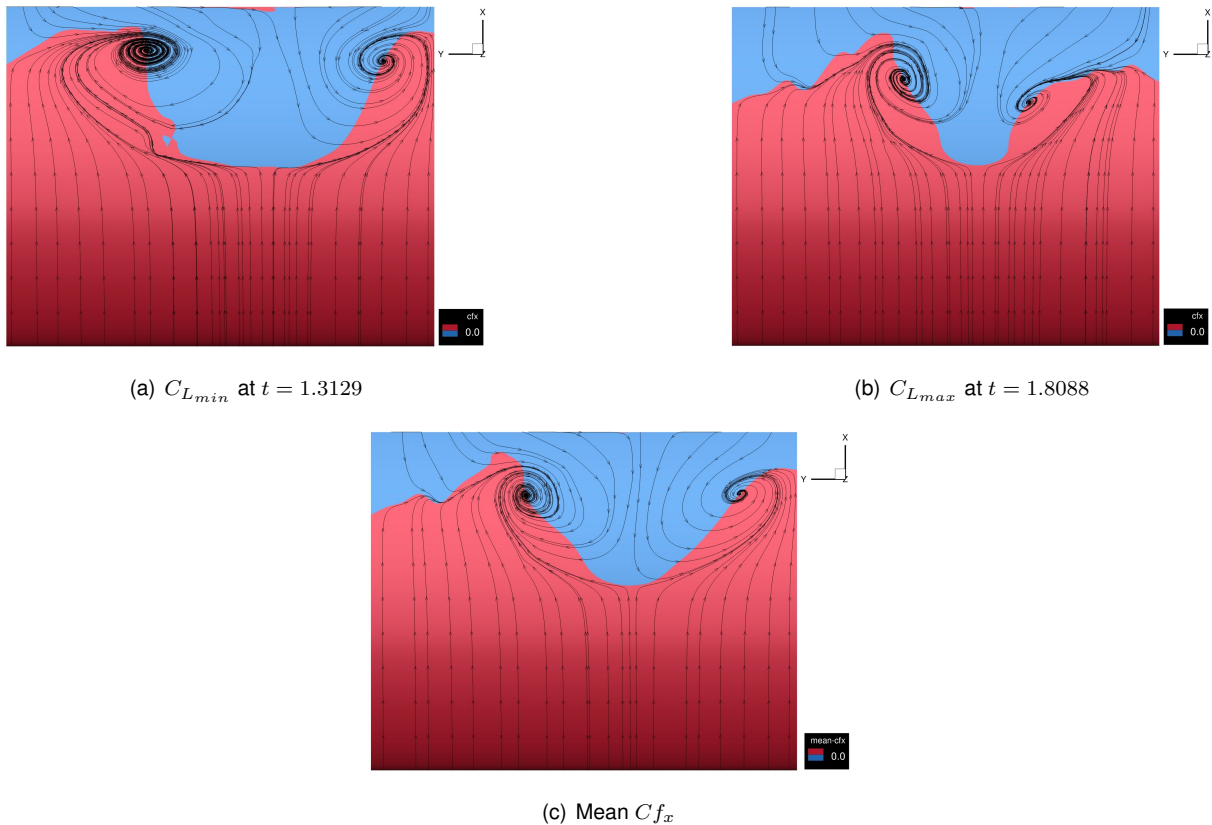 X
Y
Z
cfx
0.0
(a) C_{L_{min}} at t = 1.3129
X
Y
Z
cfx
0.0
(b) C_{L_{max}} at t = 1.8088
X
Y
Z
mean-cfx
0.0
(c) Mean Cf_x